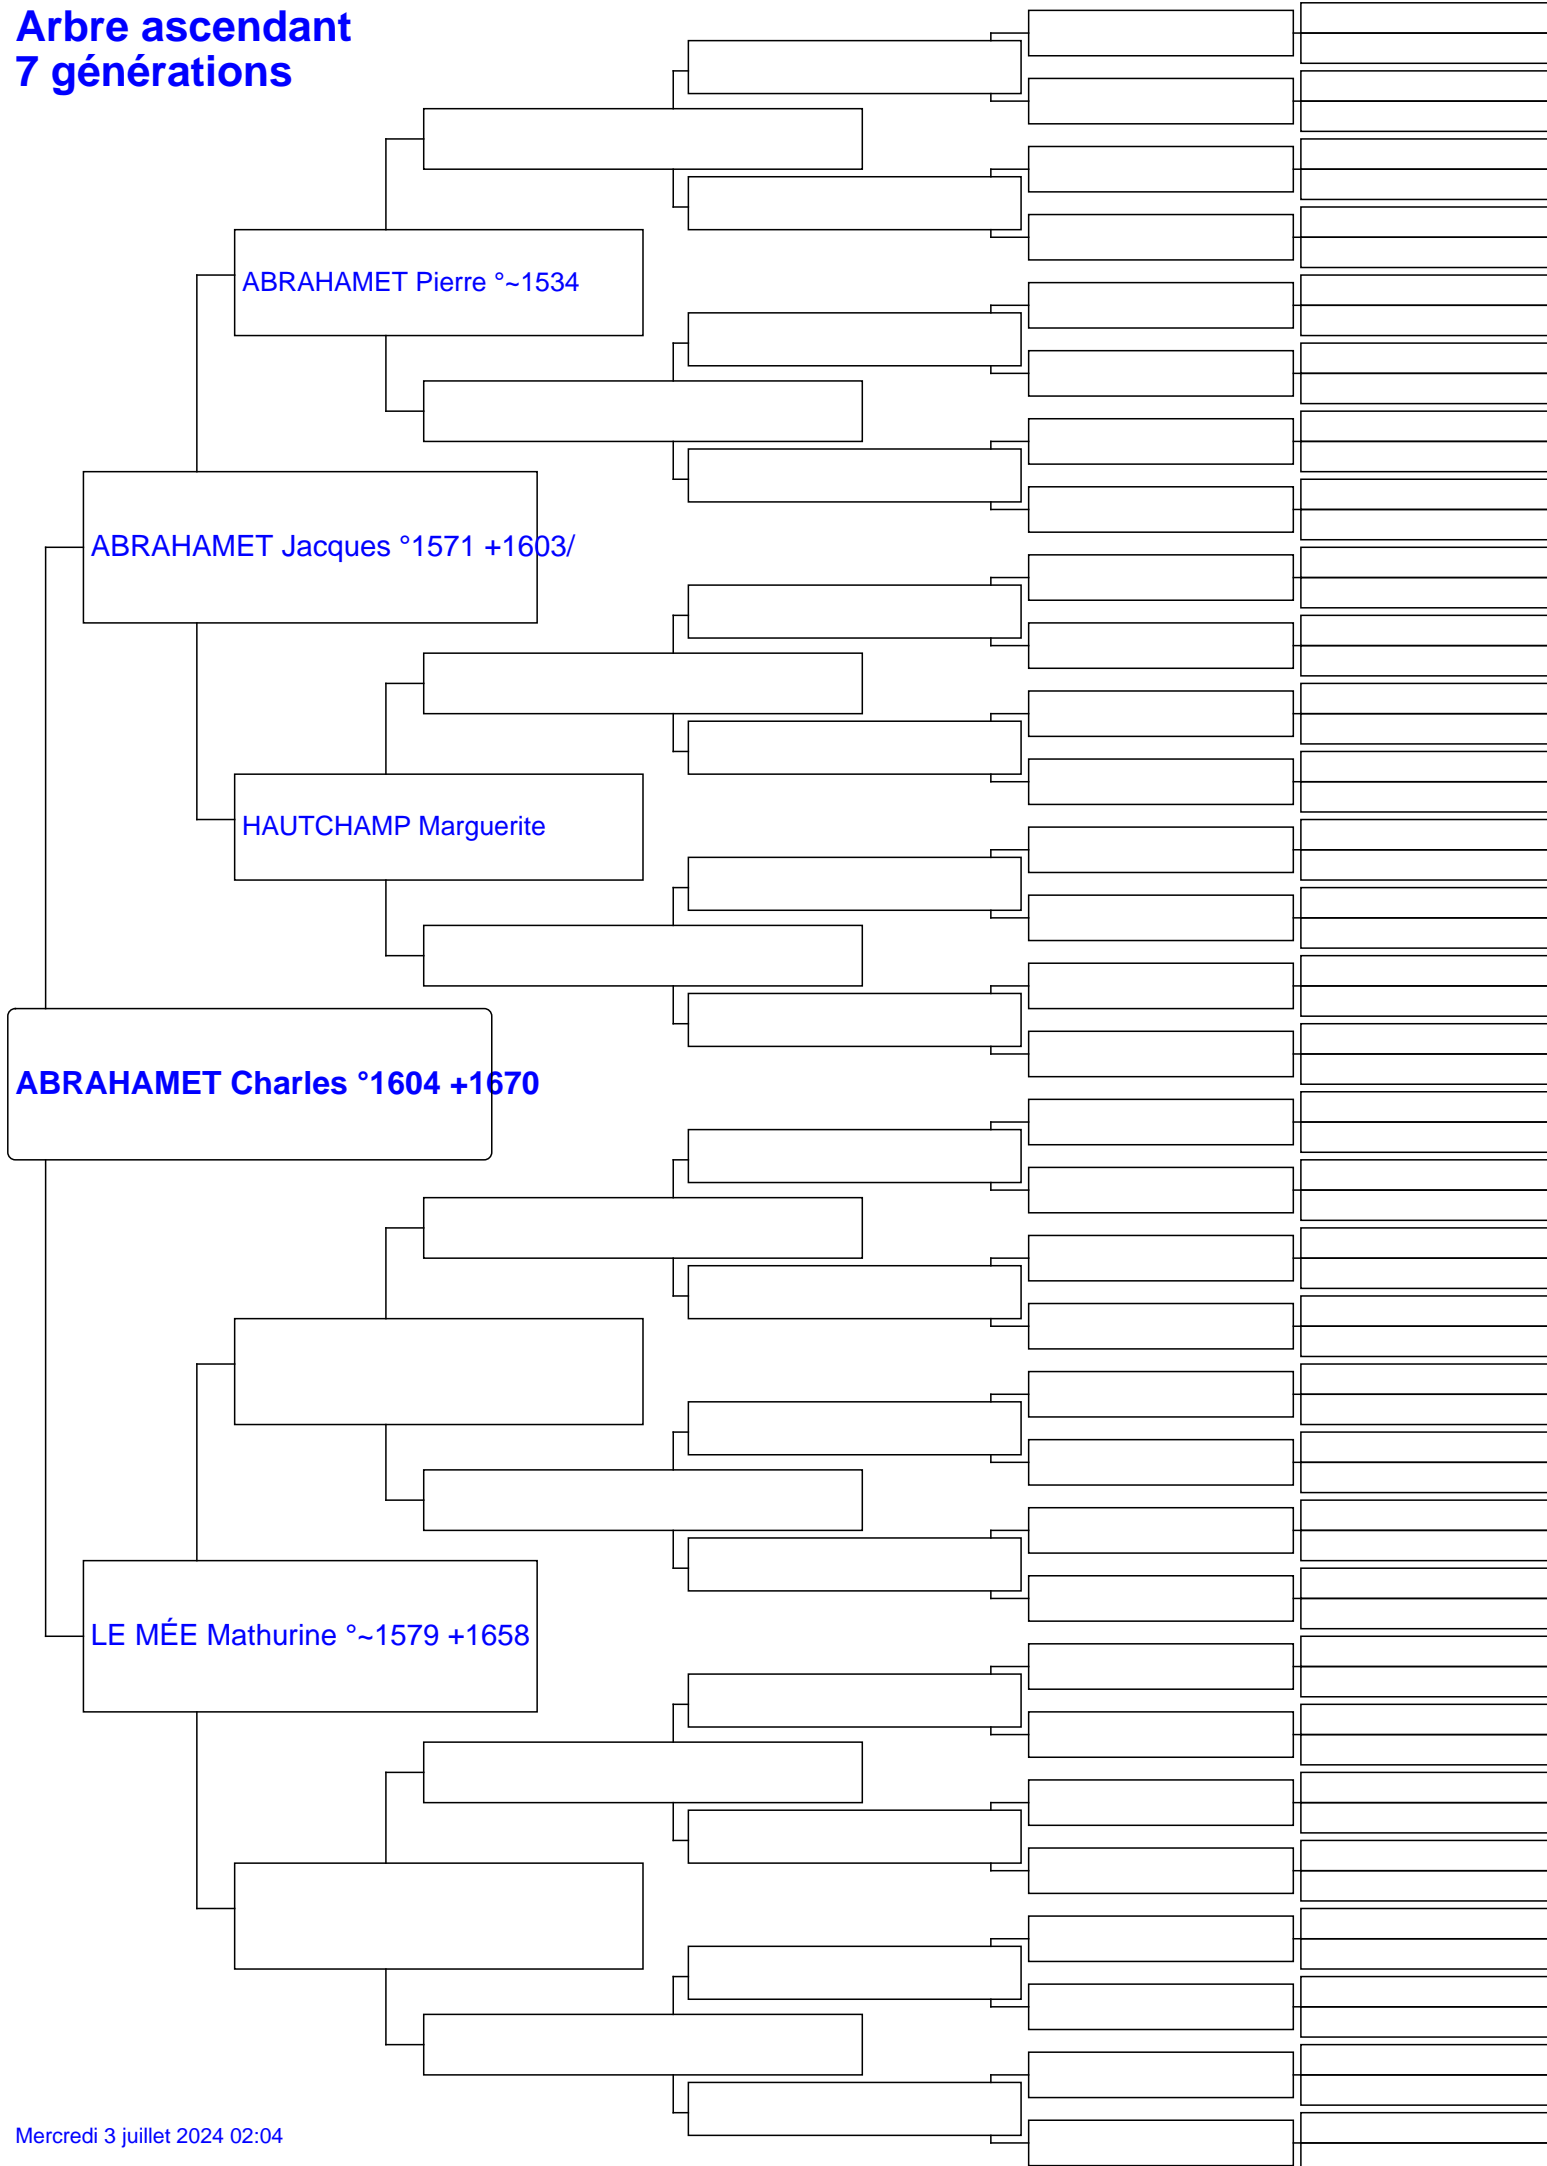 Arbre ascendant
7 générations
ABRAHAMET Pierre °~1534
ABRAHAMET Jacques °1571 +1603/
HAUTCHAMP Marguerite
ABRAHAMET Charles °1604 +1670
LE MÉE Mathurine °~1579 +1658
Mercredi 3 juillet 2024 02:04